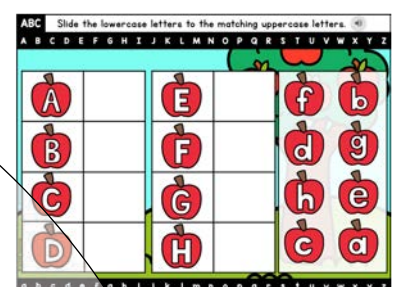 ABC Slide the lowercase letters to the matching uppercase letters.
A B C D E F G H I J K L M N O P Q R S T U V W X Y Z
A E f b
B F d g
C G h e
D H c a
a b c d e f g h i j k l m n o p q r s t u v w x y z